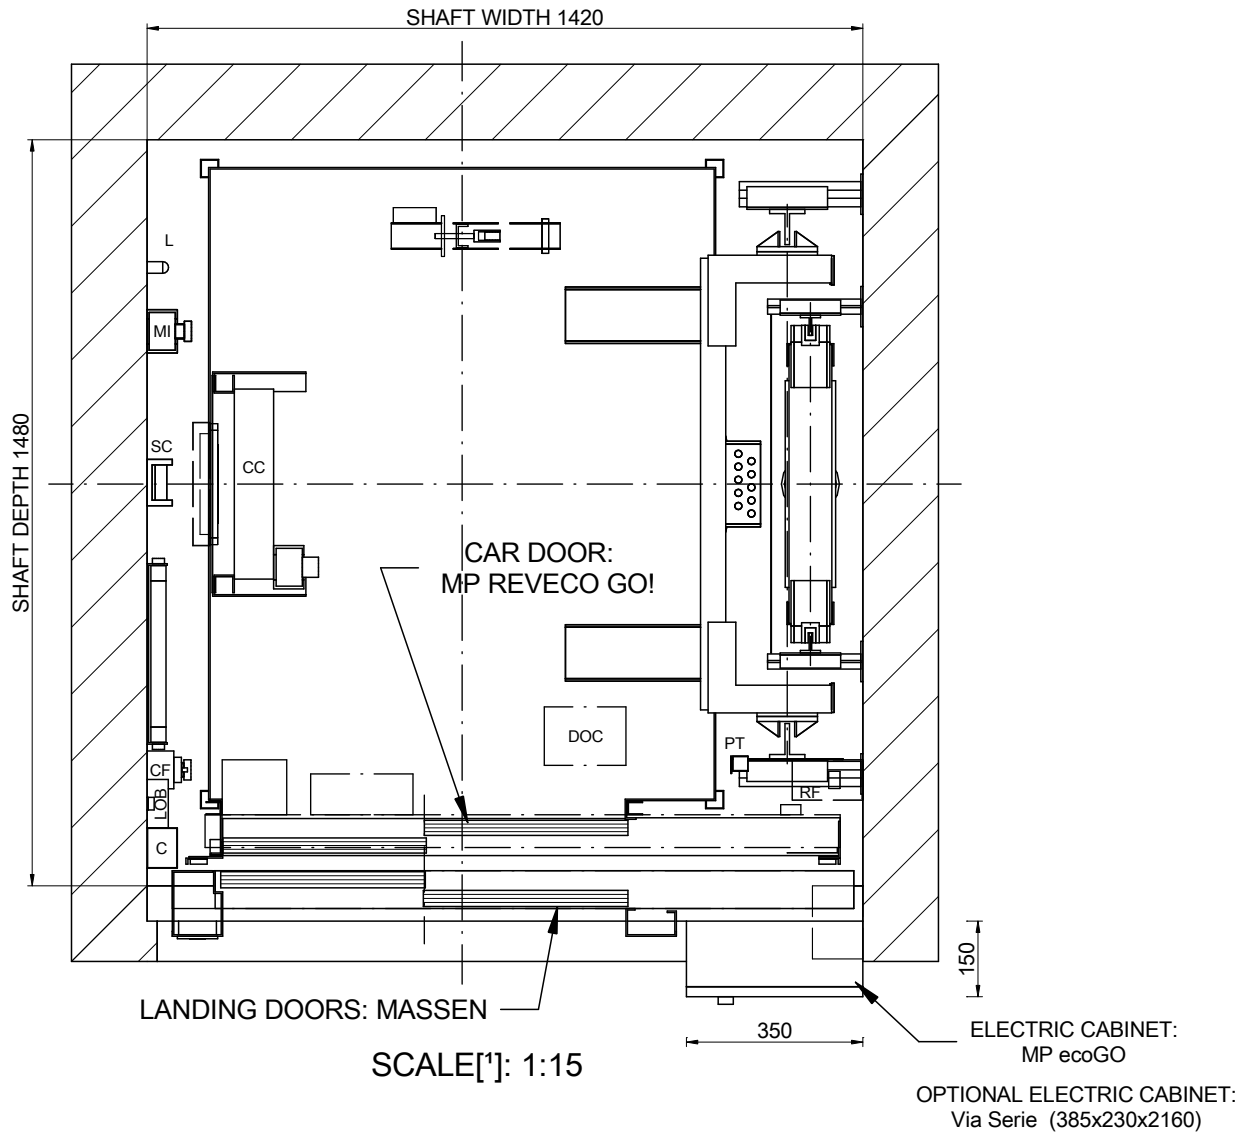 SHAFT WIDTH 1420
L
MI
SHAFT DEPTH 1480
SC
CC
CAR DOOR:
MP REVECO GO!
DOC
PT
CF
RF
LOB
C
150
LANDING DOORS: MASSEN
350
ELECTRIC CABINET:
MP ecoGO
SCALE[¹]: 1:15
OPTIONAL ELECTRIC CABINET:
Via Serie (385x230x2160)